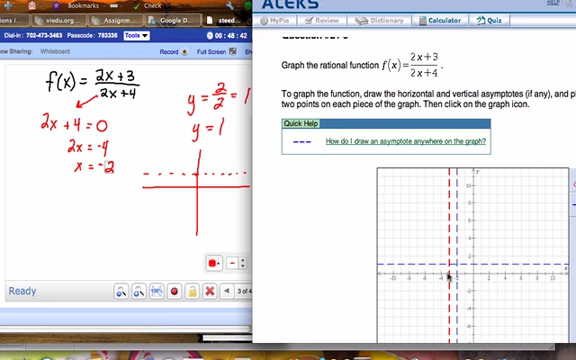 Bookmarks
Check
viedu.org
Assignm
Google D
steed
Dial-in: 702-473-3463
Tools
00 : 48 : 42
Whiteboard
Record
Full Screen
f(x) = 2x+3
2x+4
2x+4=0
2x = -4
x = -2
y = 2/2 = 1
y = 1
Ready
3 of 4
ALEKS
HELP
MyPie
Review
Dictionary
Calculator
Quiz
Graph the rational function f(x)= 2x+3
2x+4 .
To graph the function, draw the horizontal and vertical asymptotes (if any), and pl
two points on each piece of the graph. Then click on the graph icon.
Quick Help
How do I draw an asymptote anywhere on the graph?